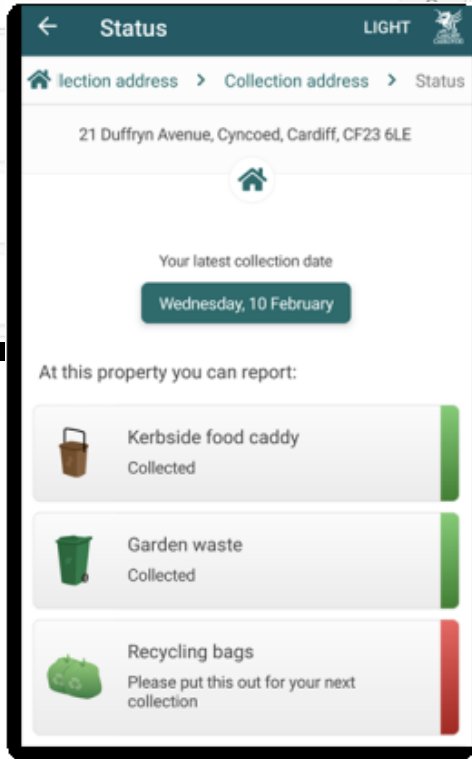 Status LIGHT
llection address > Collection address > Status
21 Duffryn Avenue, Cyncoed, Cardiff, CF23 6LE
Your latest collection date
Wednesday, 10 February
At this property you can report:
Kerbside food caddy
Collected
Garden waste
Collected
Recycling bags
Please put this out for your next
collection